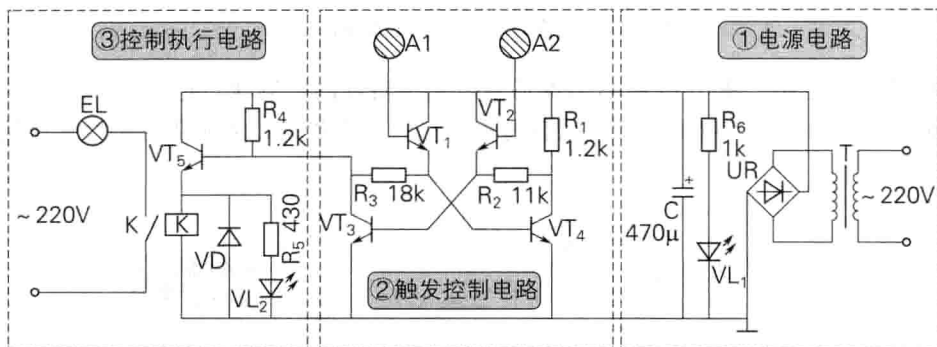 ③控制执行电路
A1
A2
①电源电路
EL
R4
1.2k
VT5
VT1
VT2
R1
1.2k
R6
1k
UR
T
R3 18k
R2 11k
~220V
K
K
VD
R5 430
VL2
VT3
VT4
+
C
470μ
VL1
~220V
②触发控制电路